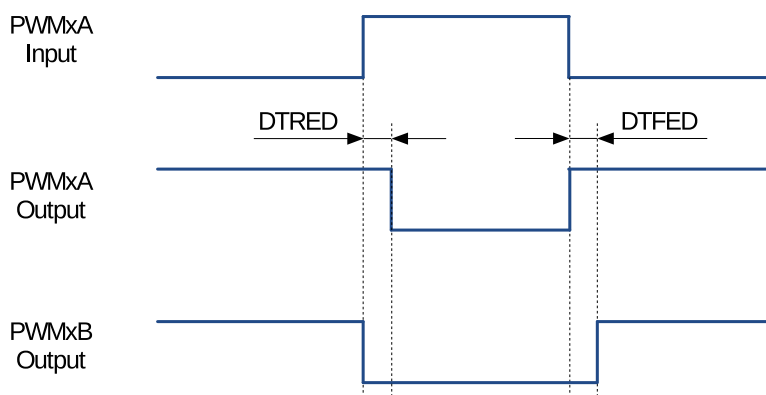 PWMxA
Input
DTRED
DTFED
PWMxA
Output
PWMxB
Output